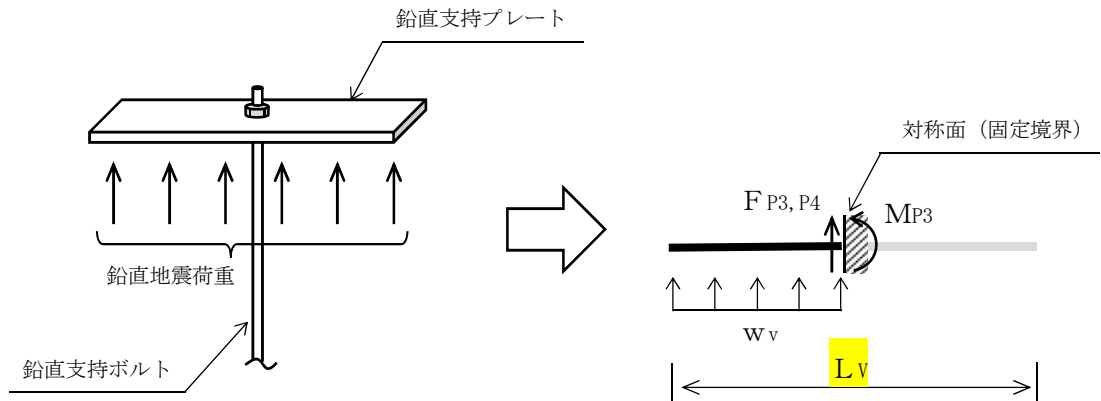 鉛直支持プレート
対称面（固定境界）
F P3, P4
MP3
鉛直地震荷重
w v
鉛直支持ボルト
L v